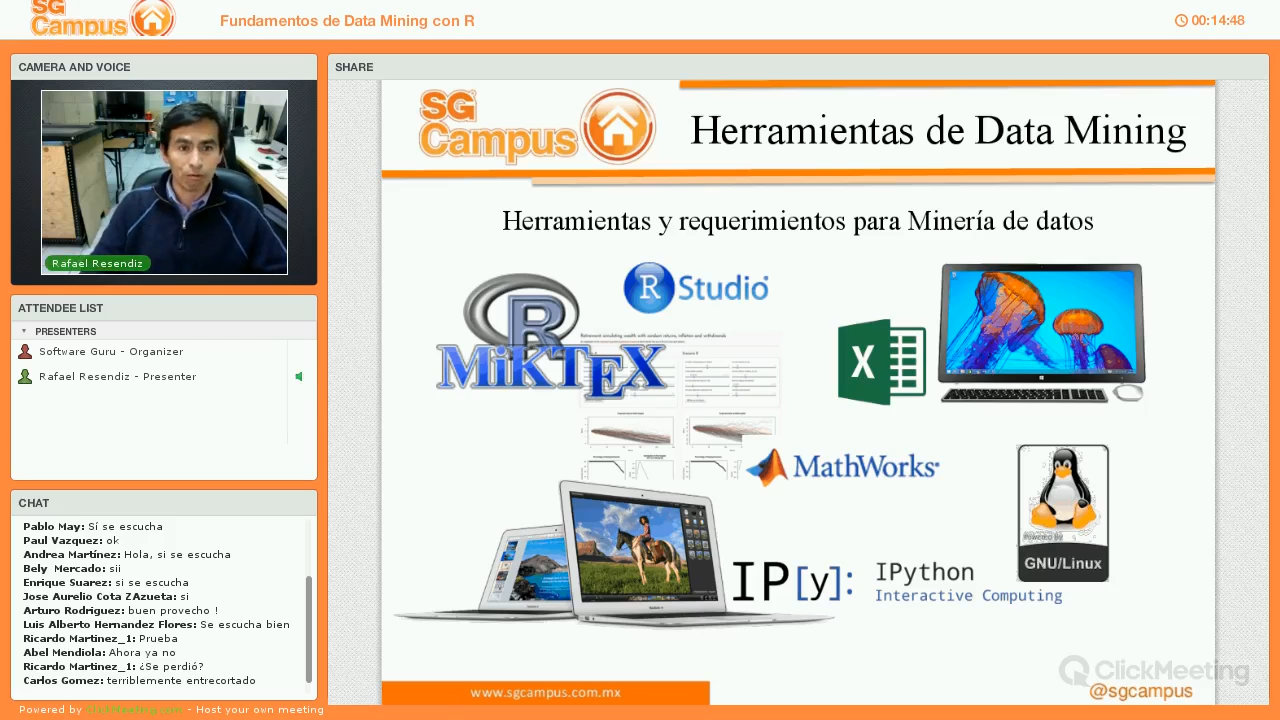 SG
Campus
Fundamentos de Data Mining con R
00:14:48
CAMERA AND VOICE
Rafael Resendiz
ATTENDEE LIST
PRESENTERS
Software Guru - Organizer
Rafael Resendiz - Presenter
CHAT
Pablo May: Sí se escucha
Paul Vazquez: ok
Andrea Martínez: Hola, si se escucha
Bely Mercado: sii
Enrique Suarez: si se escucha
Jose Aurelio Cota ZAzueta: si
Arturo Rodriguez: buen provecho !
Luis Alberto Hernandez Flores: Se escucha bien
Ricardo Martinez_1: Prueba
Abel Mendiola: Ahora ya no
Ricardo Martinez_1: ¿Se perdió?
Carlos Gomez: terriblemente entrecortado
Powered by ClickMeeting.com - Host your own meeting
SHARE
SG
Campus
Herramientas de Data Mining
Herramientas y requerimientos para Minería de datos
R
MiKTEX
R Studio
X
MathWorks
POWERED BY
GNU/Linux
IP[y]:
IPython
Interactive Computing
www.sgcampus.com.mx
ClickMeeting
@sgcampus